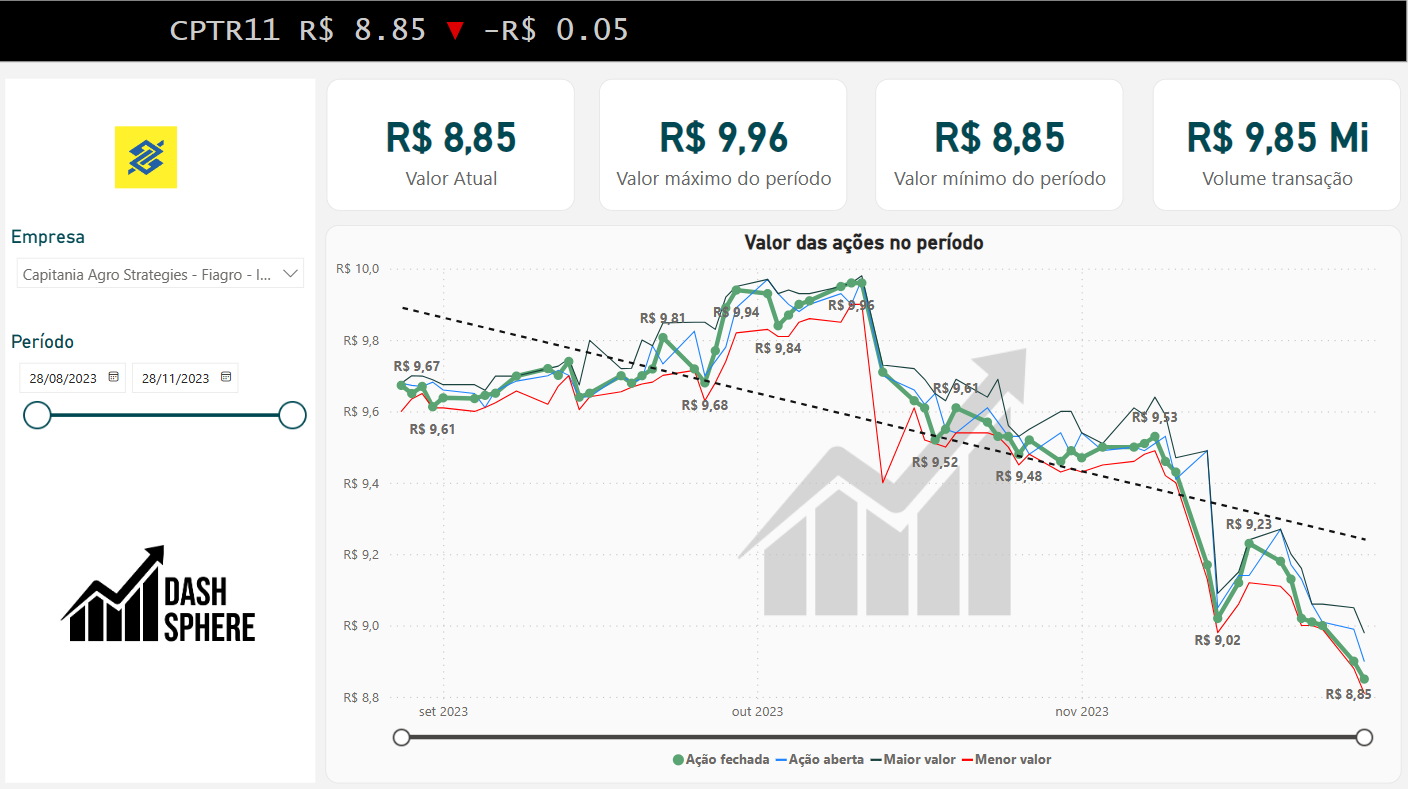 CPTR11 R$ 8.85 ▼ -R$ 0.05
Empresa
Capitania Agro Strategies - Fiagro - I...
Período
28/08/2023 28/11/2023
DASH
SPHERE
R$ 8,85
Valor Atual
R$ 9,96
Valor máximo do período
R$ 8,85
Valor mínimo do período
R$ 9,85 Mi
Volume transação
Valor das ações no período
R$ 10,0
R$ 9,8
R$ 9,6
R$ 9,4
R$ 9,2
R$ 9,0
R$ 8,8
R$ 9,67
R$ 9,61
R$ 9,81
R$ 9,68
R$ 9,94
R$ 9,84
R$ 9,96
R$ 9,52
R$ 9,61
R$ 9,48
R$ 9,53
R$ 9,02
R$ 9,23
R$ 8,85
set 2023 out 2023 nov 2023
Ação fechada Ação aberta Maior valor Menor valor